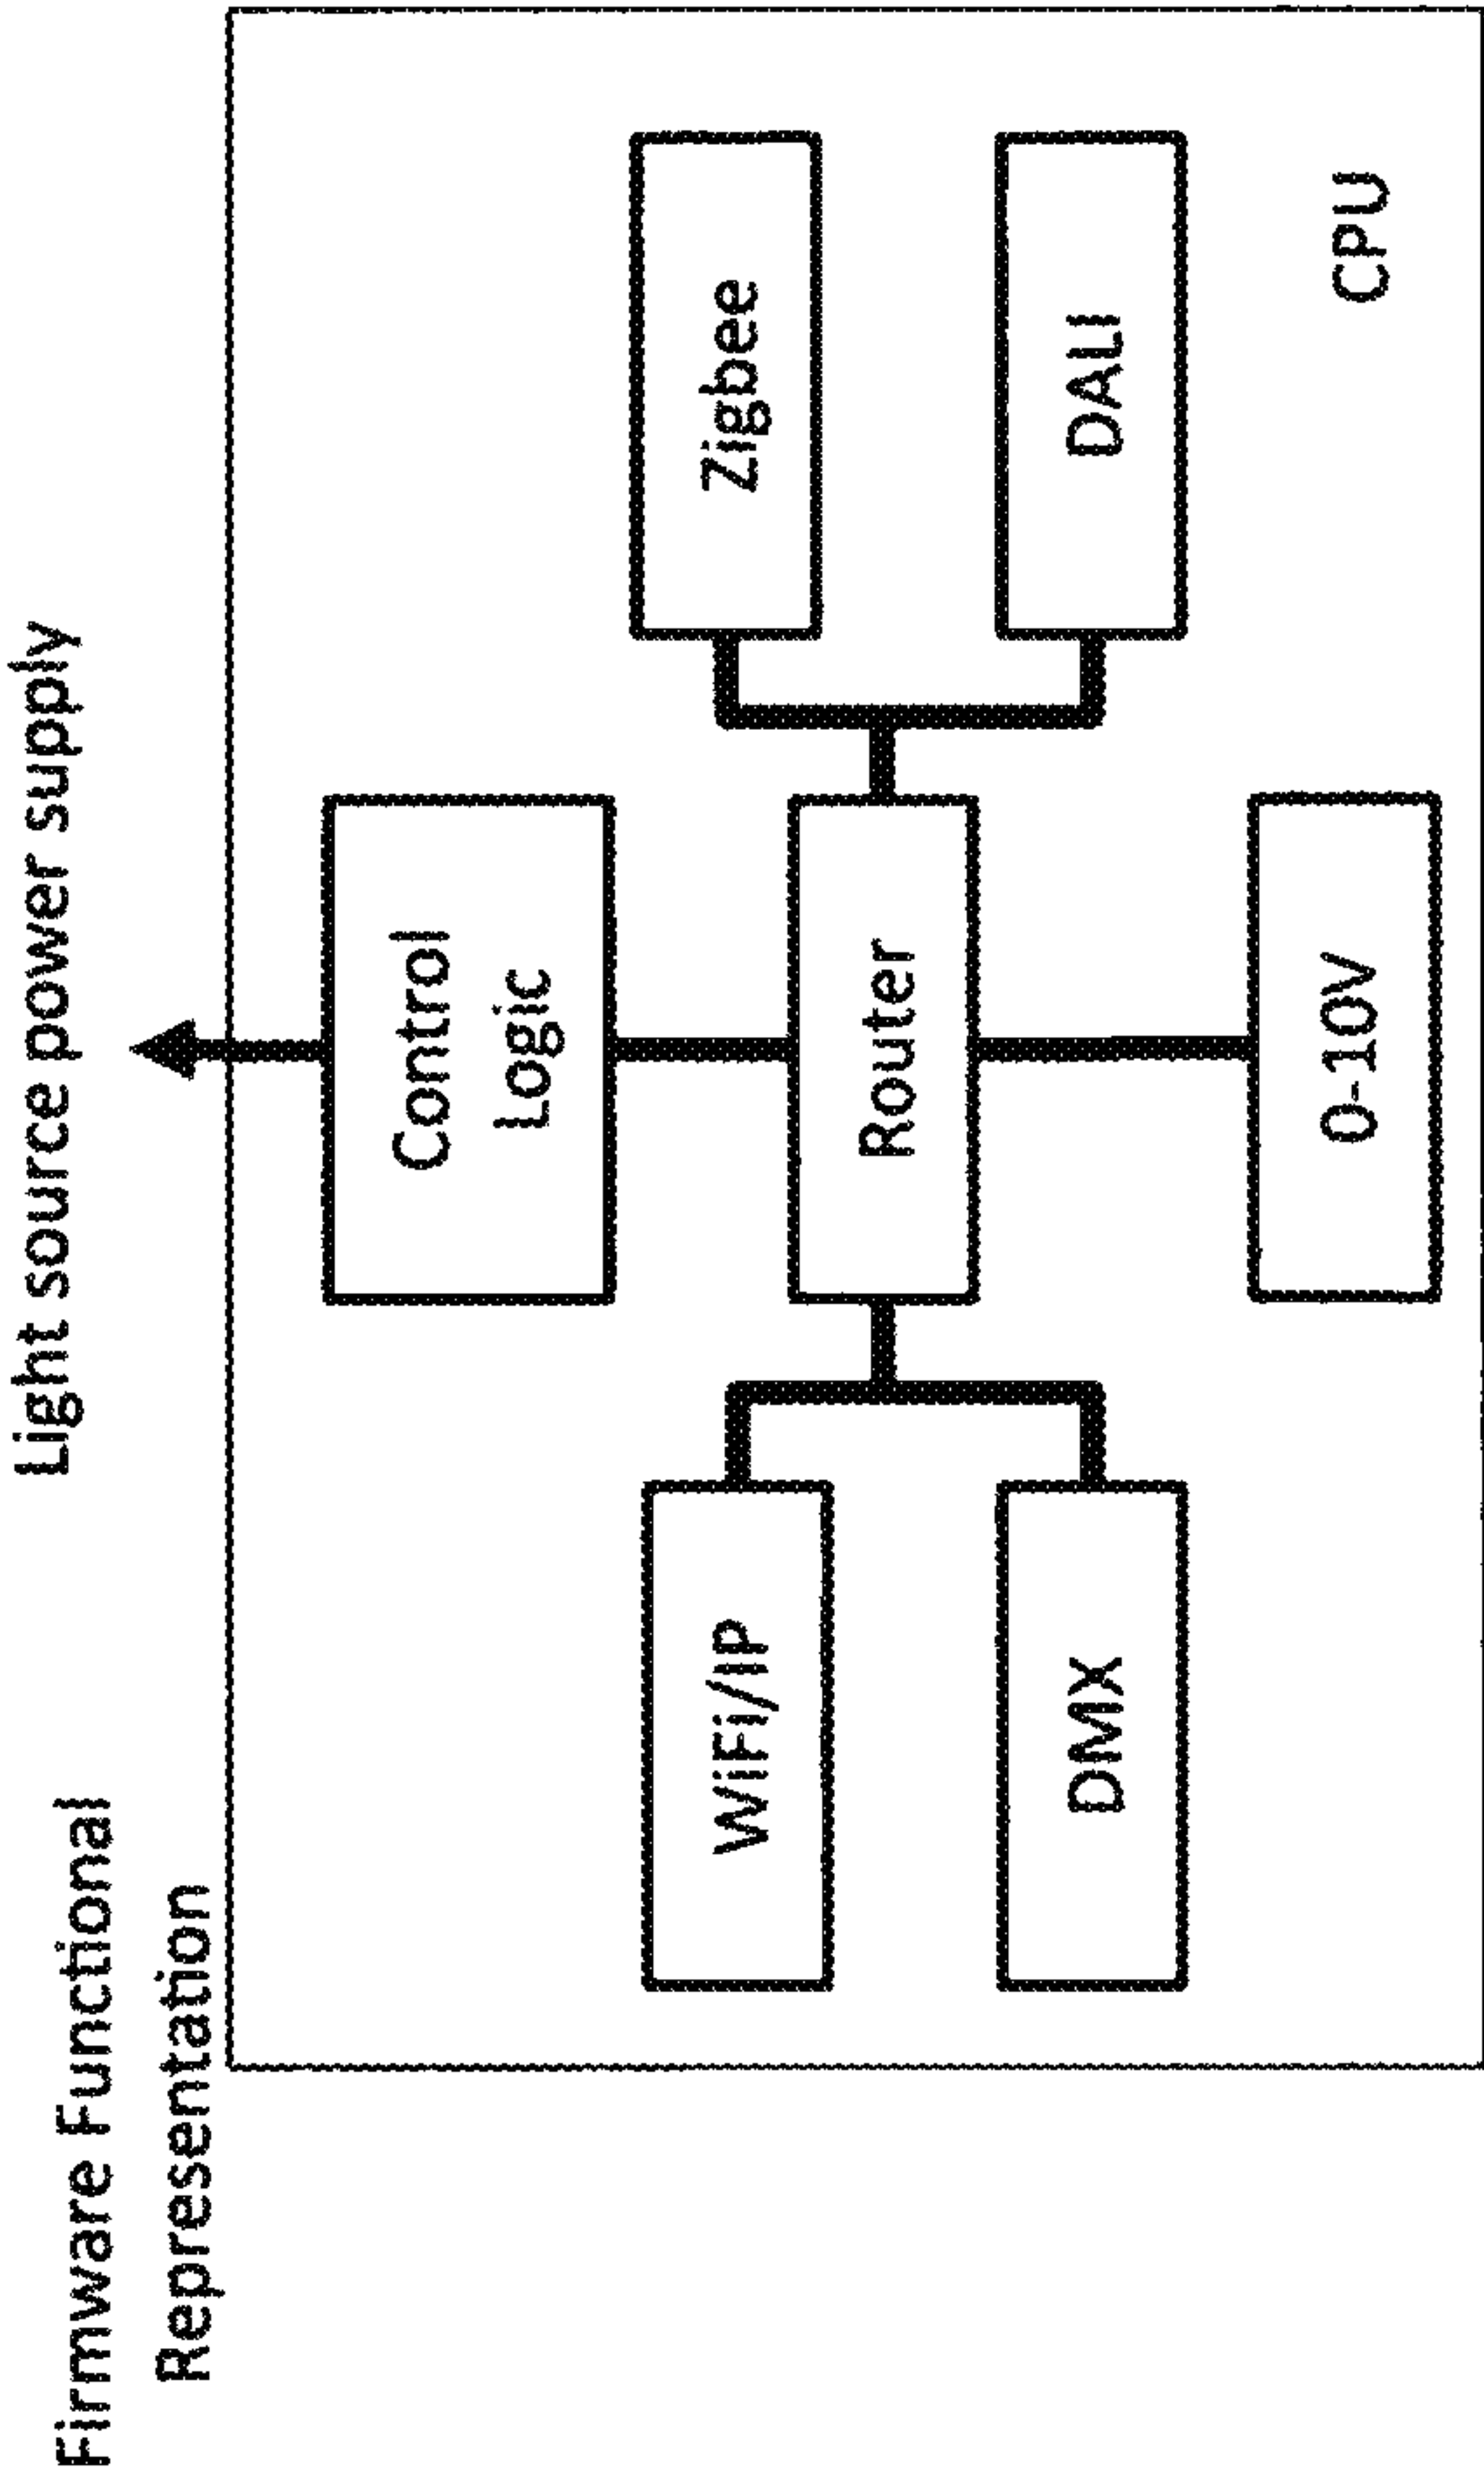 Light source power supply
Firmware Functional
Representation
Control
Logic
WiFi/IP
Zigbee
Router
DMX
DALI
0-10V
CPU